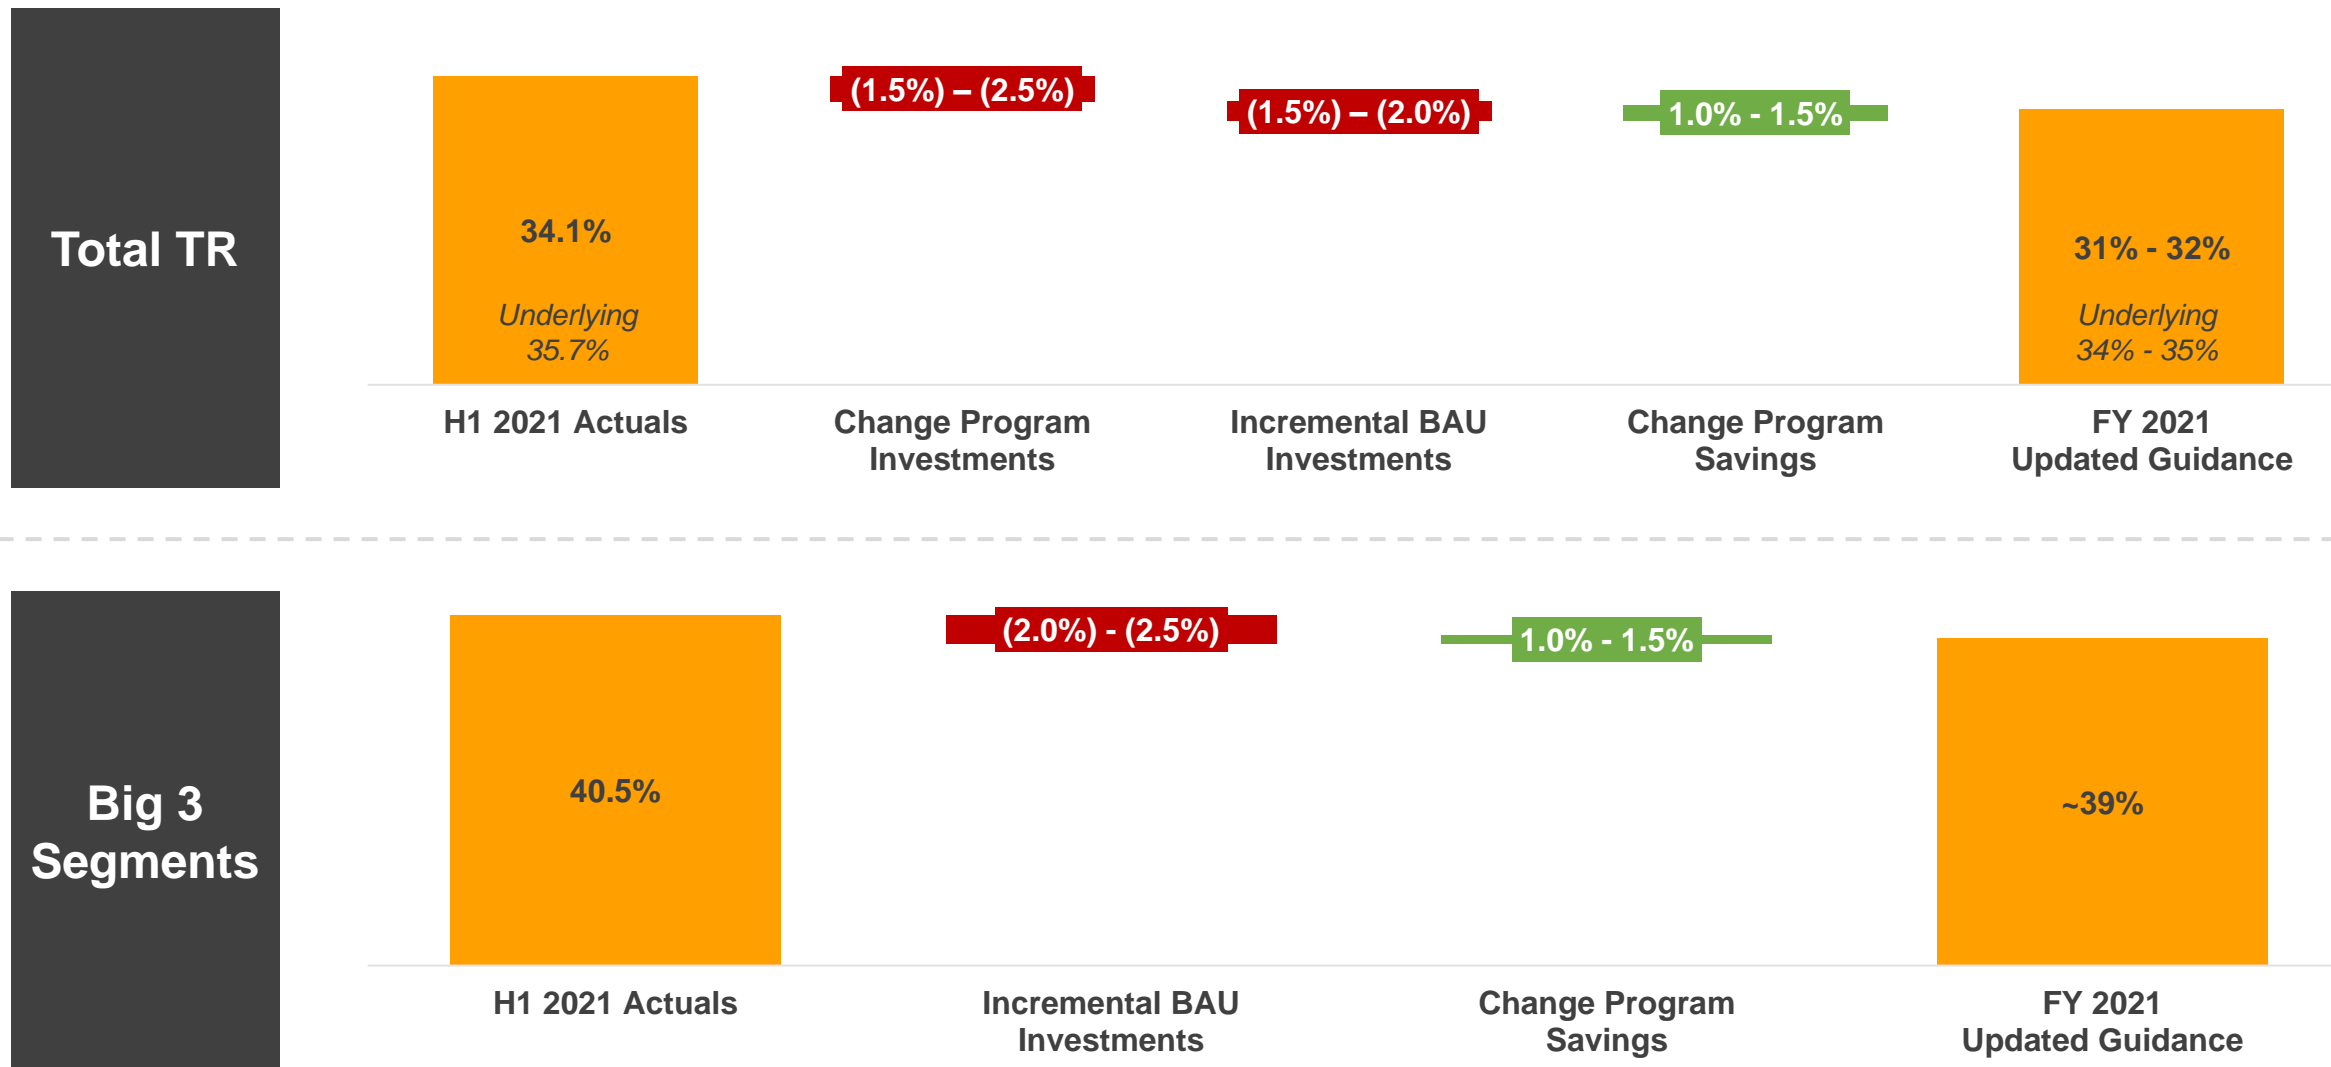 Total TR
(1.5%) – (2.5%)
(1.5%) – (2.0%)
1.0% - 1.5%
34.1%
Underlying
35.7%
31% - 32%
Underlying
34% - 35%
H1 2021 Actuals
Change Program
Investments
Incremental BAU
Investments
Change Program
Savings
FY 2021
Updated Guidance
Big 3
Segments
(2.0%) - (2.5%)
1.0% - 1.5%
40.5%
~39%
H1 2021 Actuals
Incremental BAU
Investments
Change Program
Savings
FY 2021
Updated Guidance